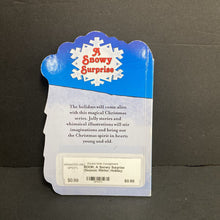 A
Snowy
Surprise
The holidays will come alive
with this magical Christmas
series. Jolly stories and
whimsical illustrations will stir
imaginations and bring out
the Christmas spirit in hearts
young and old.
BOOK: A Snowy Surprise
(Season: Winter/Holiday
$0.99
$0.99